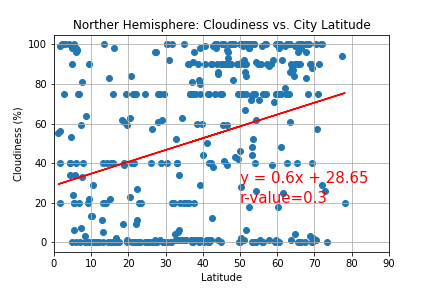 Norther Hemisphere: Cloudiness vs. City Latitude
100
80
60
40
20
0
Cloudiness (%)
y = 0.6x + 28.65
r-value=0.3
0 10 20 30 40 50 60 70 80 90
Latitude